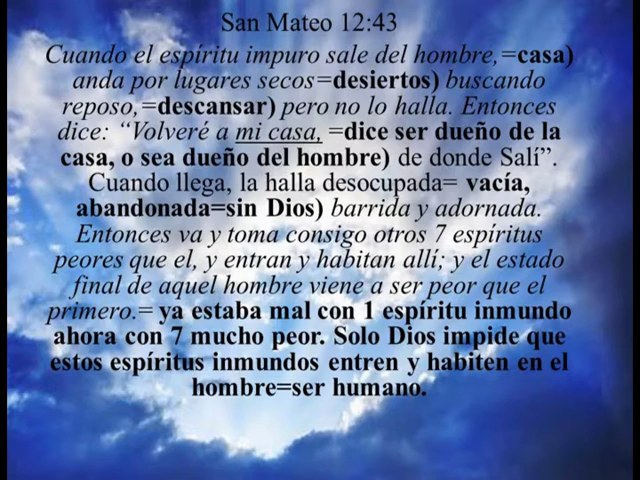 San Mateo 12:43
Cuando el espíritu impuro sale del hombre,=casa)
anda por lugares secos=desiertos) buscando
reposo,=descansar) pero no lo halla. Entonces
dice: “Volveré a mi casa, =dice ser dueño de la
casa, o sea dueño del hombre) de donde Salí”.
Cuando llega, la halla desocupada= vacía,
abandonada=sin Dios) barrida y adornada.
Entonces va y toma consigo otros 7 espíritus
peores que el, y entran y habitan allí; y el estado
final de aquel hombre viene a ser peor que el
primero.= ya estaba mal con 1 espíritu inmundo
ahora con 7 mucho peor. Solo Dios impide que
estos espíritus inmundos entren y habiten en el
hombre=ser humano.